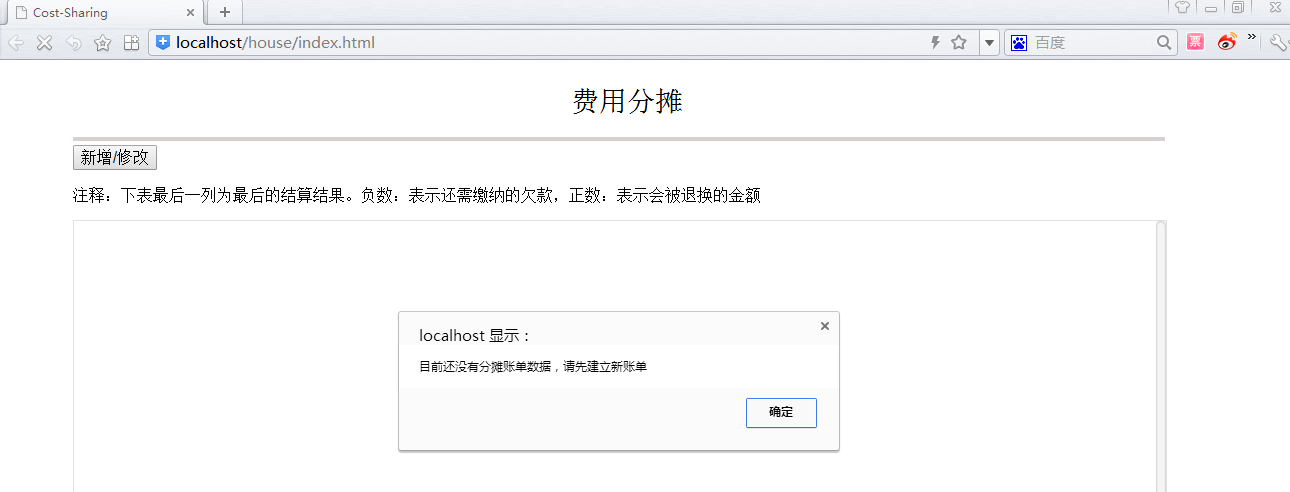 Cost-Sharing
localhost/house/index.html
百度
票
费用分摊
新增/修改
注释：下表最后一列为最后的结算结果。负数：表示还需缴纳的欠款，正数：表示会被退换的金额
localhost 显示：
目前还没有分摊账单数据，请先建立新账单
确定